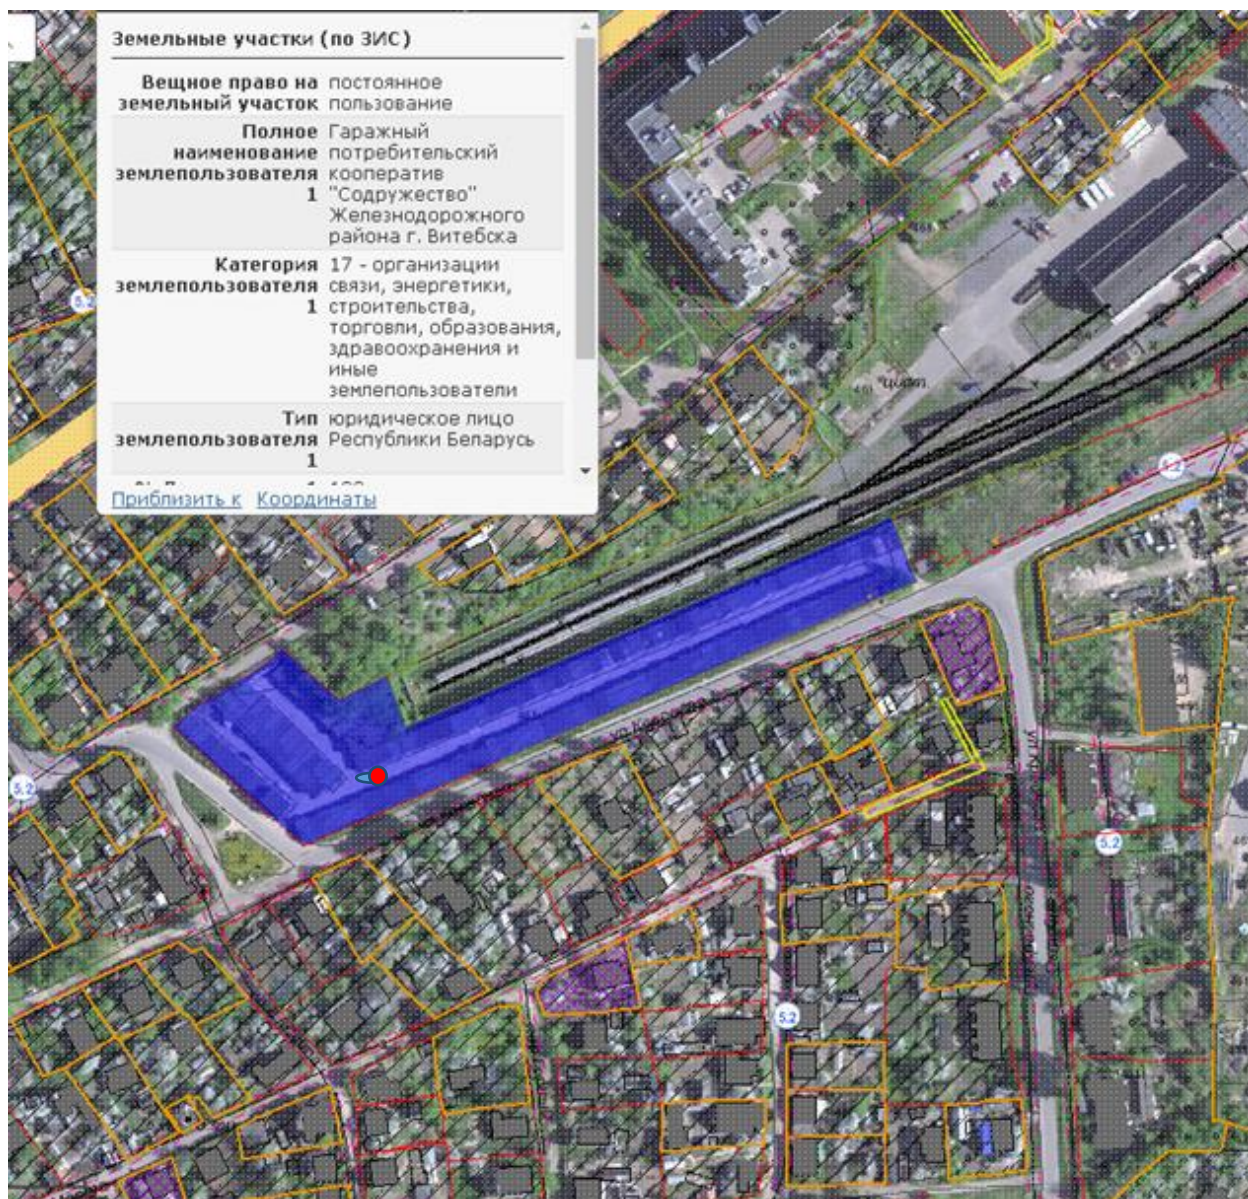 Земельные участки (по ЗИС)
Вещное право на постоянное
земельный участок пользование
Полное Гаражный
наименование потребительский
землепользователя кооператив
1 "Содружество"
Железнодорожного
района г. Витебска
Категория 17 - организации
землепользователя связи, энергетики,
1 строительства,
торговли, образования,
здравоохранения и
иные
землепользователи
Тип юридическое лицо
землепользователя Республики Беларусь
1
Приблизить к Координаты
5.2
5.2
5.2
5.2
5.2